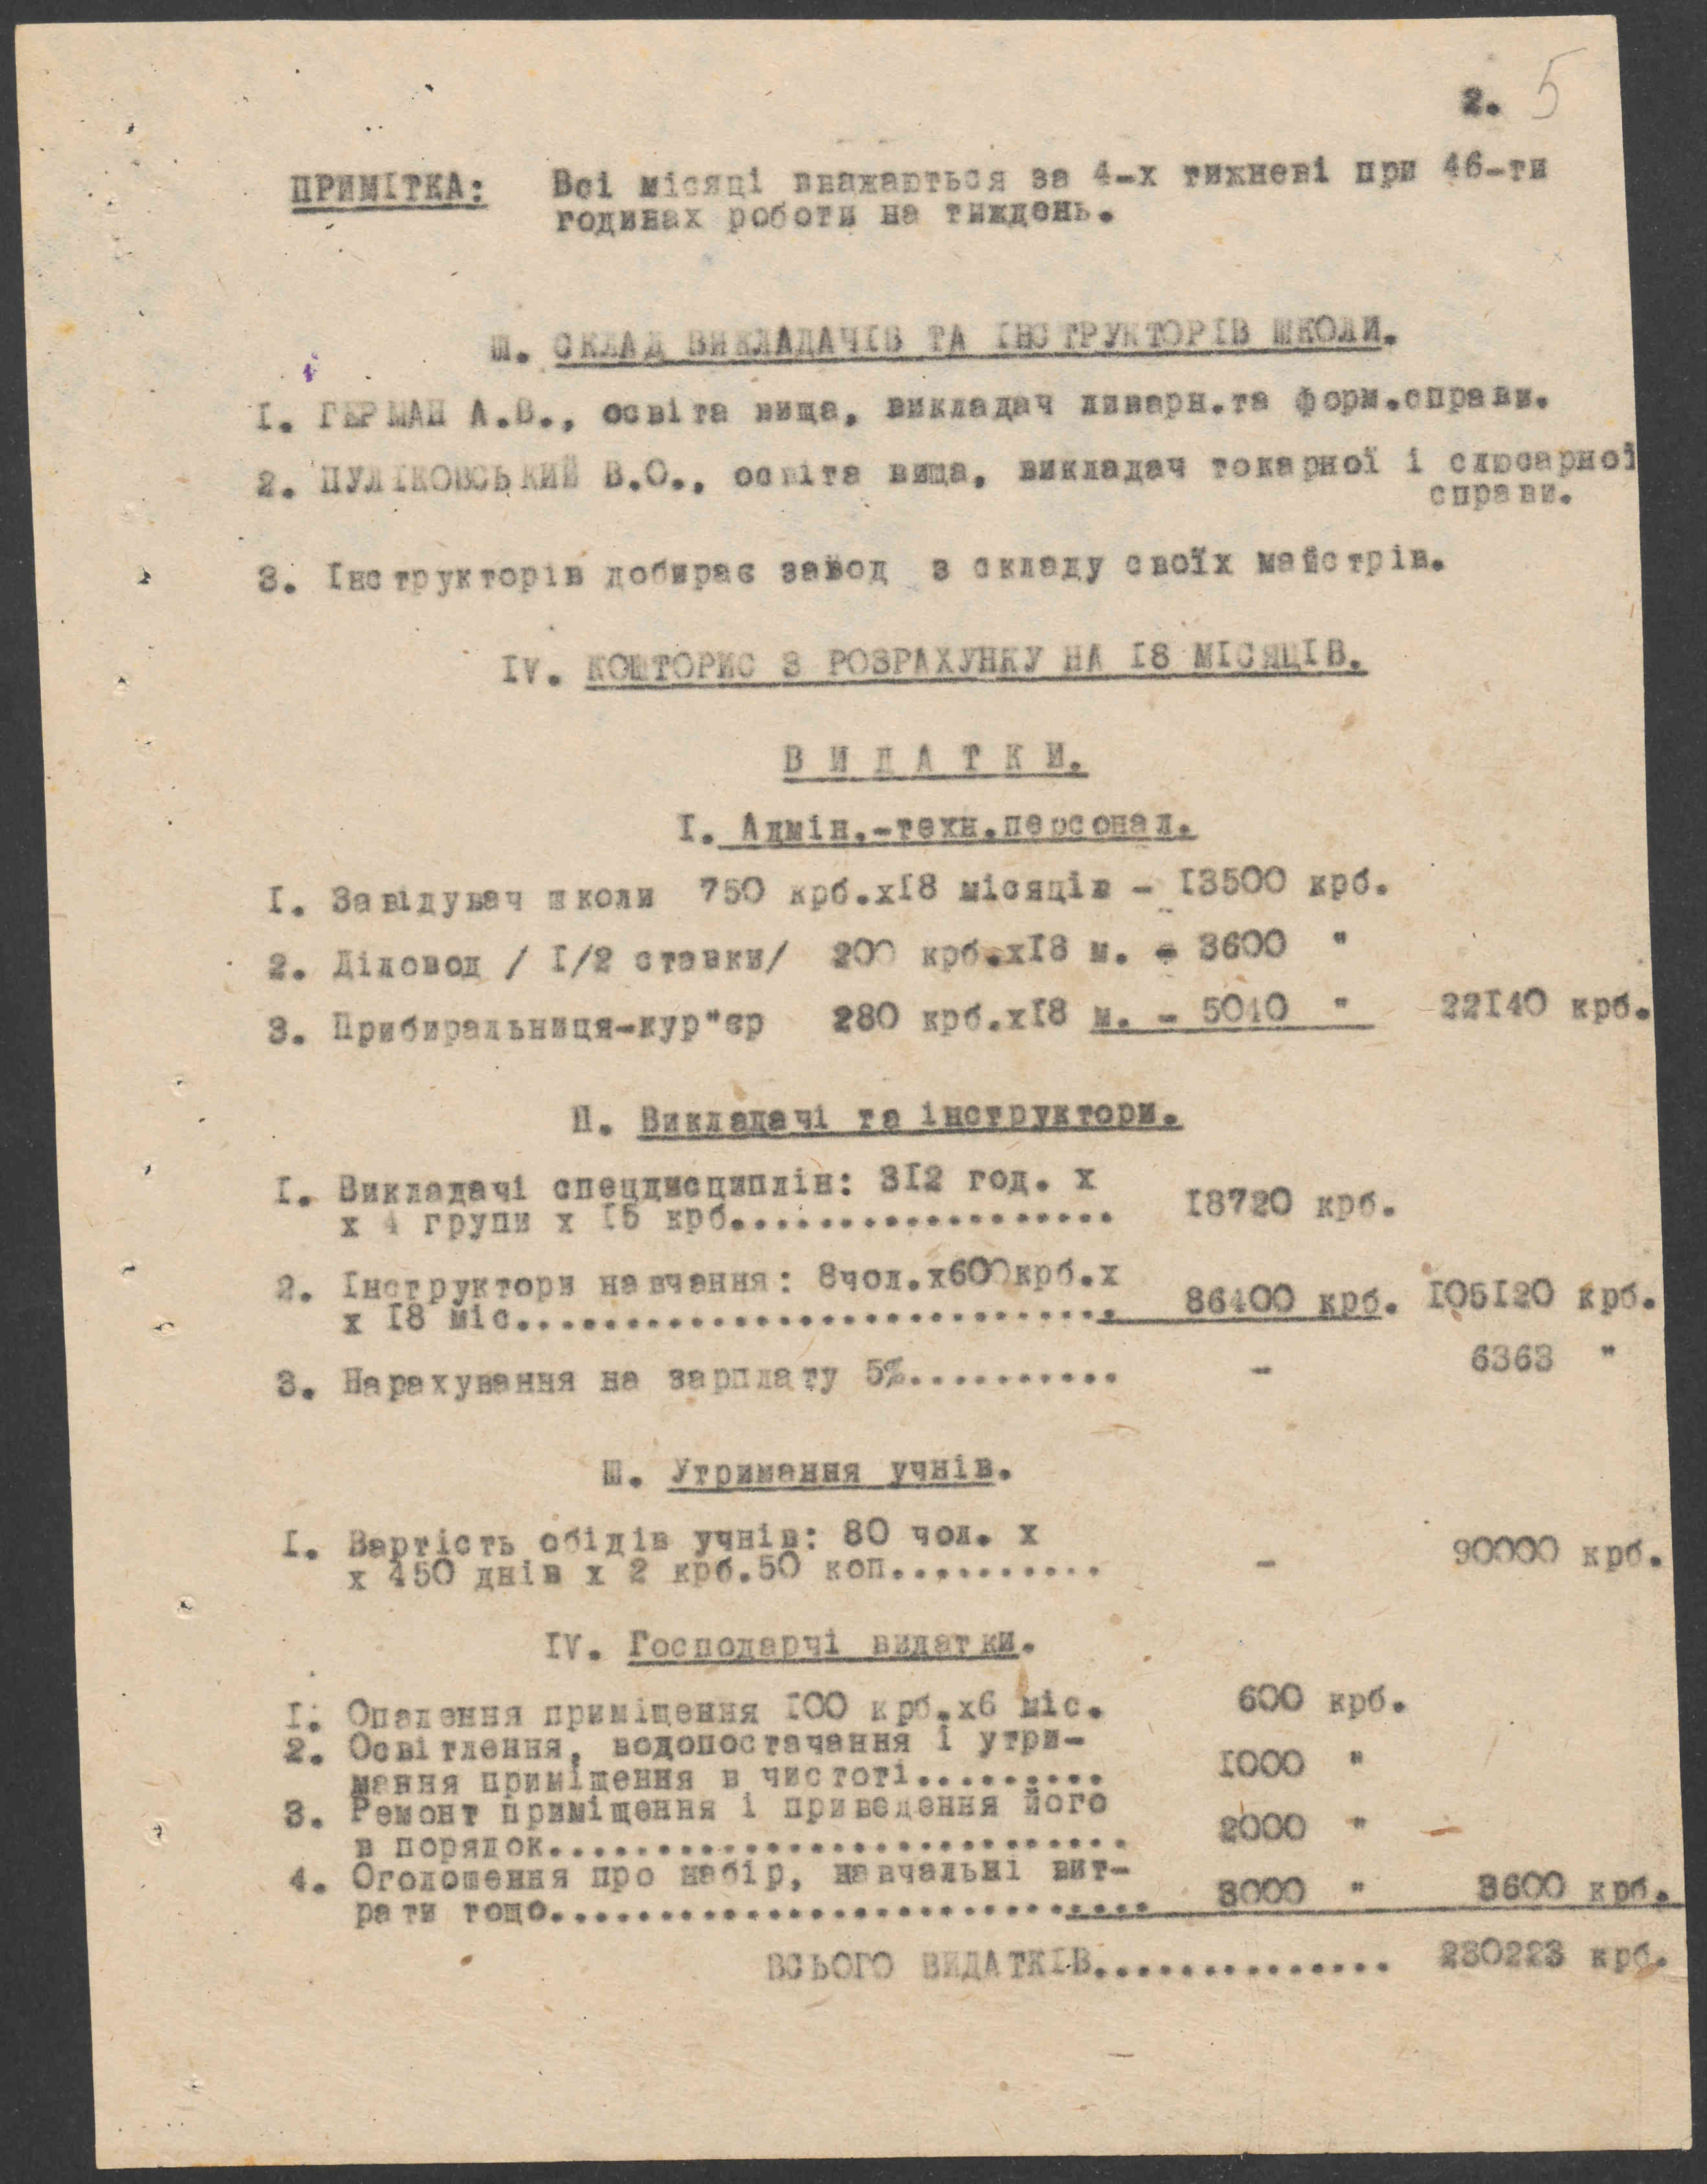 2. 5
ПРИМІТКА: Всі місяці вважаються за 4-х тижневі при 46-ти
годинах роботи на тиждень.
Ш. СКЛАД ВИКЛАДАЧІВ ТА ІНСТРУКТОРІВ ШКОЛИ.
І. ГЕРМАН А.В., освіта вища, викладач ливарн.та форм.справи.
2. ПУЛІКОВСЬКИЙ В.О., освіта вища, викладач токарної і слюсарної
справи.
3. Інструкторів добирає завод з складу своїх майстрів.
ІV. КОШТОРИС З РОЗРАХУНКУ НА І8 МІСЯЦІВ.
В И Д А Т К И.
І. Адмін.-техн.персонал.
І. Завідувач школи 750 крб.хІ8 місяців - І3500 крб.
2. Діловод / І/2 ставки/ 200 крб.хІ8 м. - 3600 "
3. Прибиральниця-кур"єр 280 крб.хІ8 м. - 5040 " 22І40 крб.
П. Викладачі та інструктори.
І. Викладачі спецдисциплін: 3І2 год. х
х 4 групи х І5 крб................... І8720 крб.
2. Інструктори навчання: 8чол.х600крб.х
х І8 міс............................. 86400 крб. І05І20 крб.
3. Нарахування на зарплату 5%........... - 6363 "
Ш. Утримання учнів.
І. Вартість обідів учнів: 80 чол. х
х 450 днів х 2 крб.50 коп........... - 90000 крб.
ІV. Господарчі видатки.
І. Опалення приміщення І00 крб.х6 міс. 600 крб.
2. Освітлення, водопостачання і утри-
мання приміщення в чистоті......... І000 "
3. Ремонт приміщення і приведення його
в порядок........................... 2000 "
4. Оголошення про набір, навчальні вит-
рати тощо............................ 3000 " 3600 крб.
ВСЬОГО ВИДАТКІВ.............. 230223 крб.